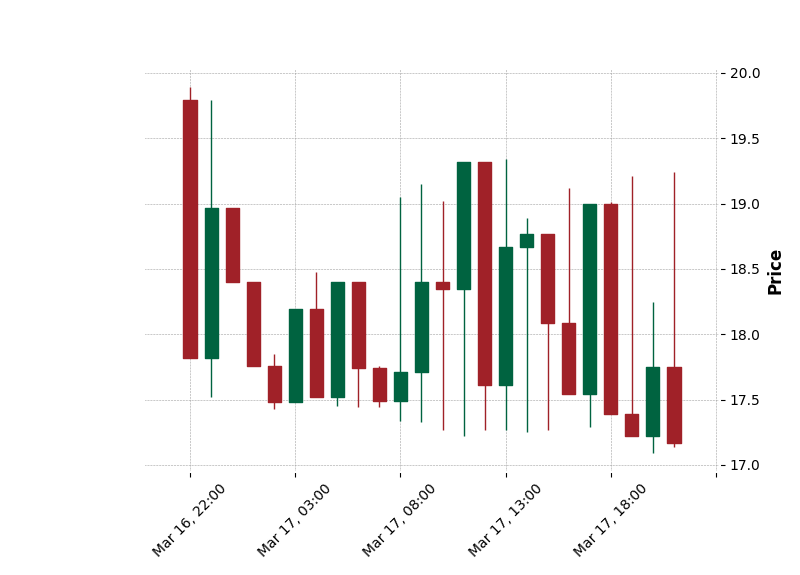 20.0
19.5
19.0
18.5
18.0
17.5
17.0
Price
Mar 16, 22:00
Mar 17, 03:00
Mar 17, 08:00
Mar 17, 13:00
Mar 17, 18:00